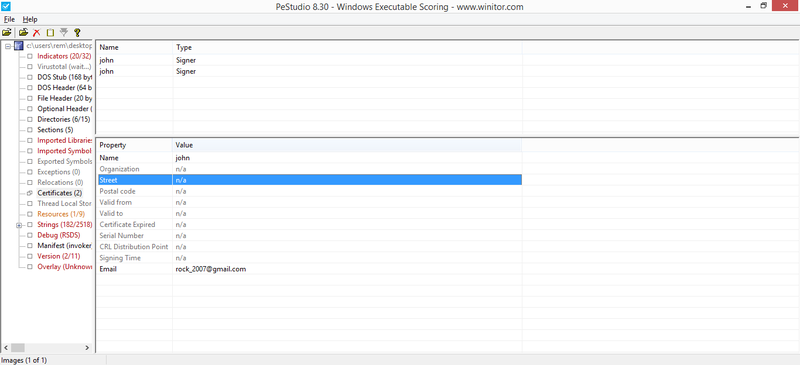 PeStudio 8.30 - Windows Executable Scoring - www.winitor.com
File Help
c:\users\rem\desktop
Indicators (20/32)
Virustotal (wait...)
DOS Stub (168 byt
DOS Header (64 b
File Header (20 by
Optional Header (
Directories (6/15)
Sections (5)
Imported Libraries
Imported Symbol
Exported Symbols
Exceptions (0)
Relocations (0)
Certificates (2)
Thread Local Stor
Resources (1/9)
Strings (182/2518)
Debug (RSDS)
Manifest (invoker)
Version (2/11)
Overlay (Unknow
Name Type
john Signer
john Signer
Property Value
Name john
Organization n/a
Street n/a
Postal code n/a
Valid from n/a
Valid to n/a
Certificate Expired n/a
Serial Number n/a
CRL Distribution Point n/a
Signing Time n/a
Email rock_2007@gmail.com
Images (1 of 1)